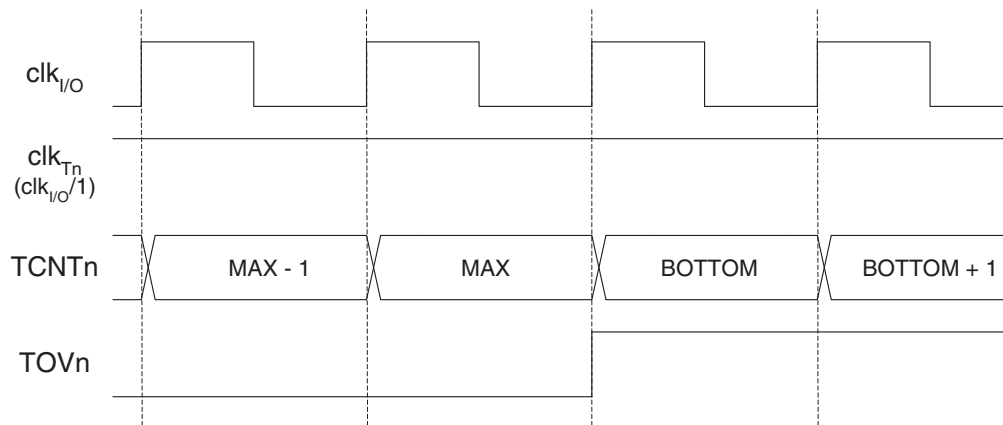 clkI/O
clkTn
(clkI/O/1)
TCNTn MAX - 1 MAX BOTTOM BOTTOM + 1
TOVn